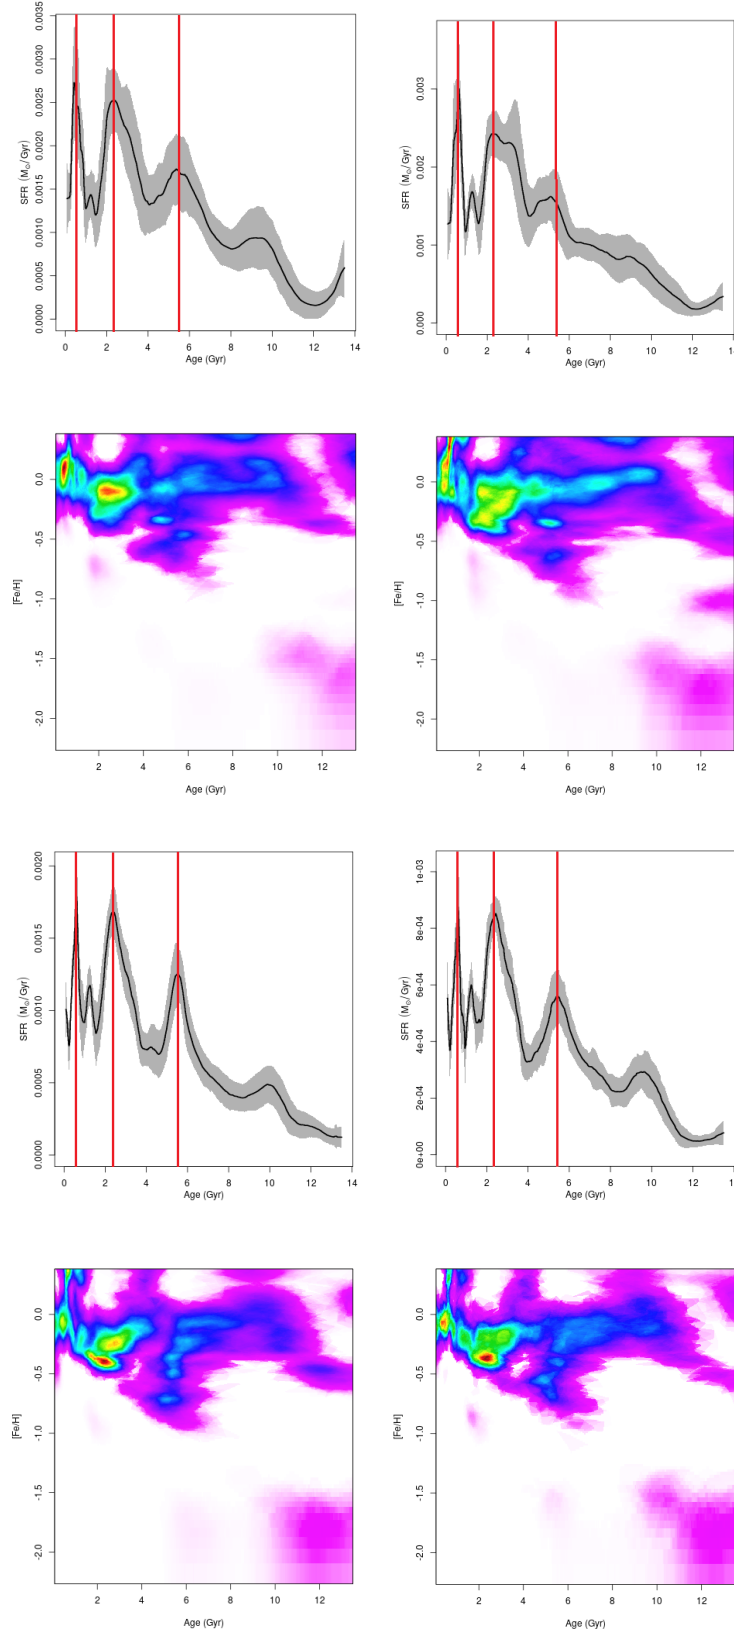 0.0000 0.0005 0.0010 0.0015 0.0020 0.0025 0.0030 0.0035
SFR (M⊙/Gyr)
0 2 4 6 8 10 12 14
Age (Gyr)
0.000 0.001 0.002 0.003
SFR (M⊙/Gyr)
0 2 4 6 8 10 12 14
Age (Gyr)
-2.0 -1.5 -1.0 -0.5 0.0
[Fe/H]
2 4 6 8 10 12
Age (Gyr)
-2.0 -1.5 -1.0 -0.5 0.0
[Fe/H]
2 4 6 8 10 12
Age (Gyr)
0.0000 0.0005 0.0010 0.0015 0.0020
SFR (M⊙/Gyr)
0 2 4 6 8 10 12 14
Age (Gyr)
0e+00 2e-04 4e-04 6e-04 8e-04 1e-03
SFR (M⊙/Gyr)
0 2 4 6 8 10 12 14
Age (Gyr)
-2.0 -1.5 -1.0 -0.5 0.0
[Fe/H]
2 4 6 8 10 12
Age (Gyr)
-2.0 -1.5 -1.0 -0.5 0.0
[Fe/H]
2 4 6 8 10 12
Age (Gyr)